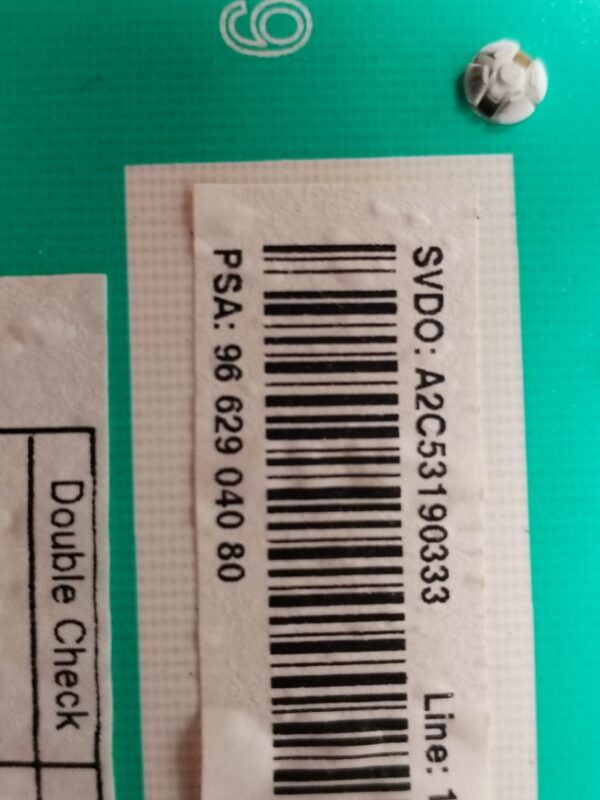 9
SVDO: A2C53190333 Line: 1
PSA: 96 629 040 80
Double Check